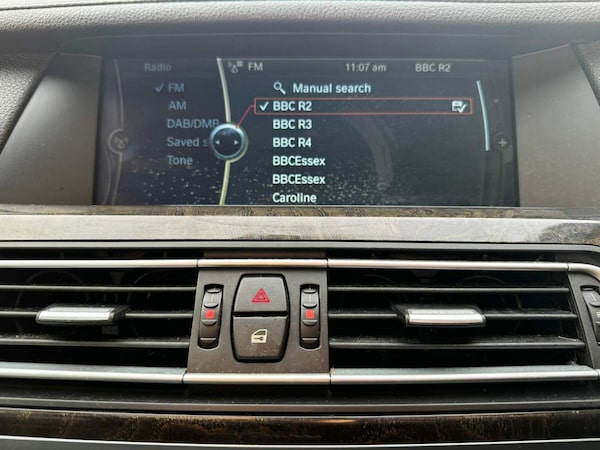 Radio
FM
11:07 am
BBC R2
FM
AM
DAB/DMB
Saved s
Tone
Manual search
BBC R2
BBC R3
BBC R4
BBCEssex
BBCEssex
Caroline